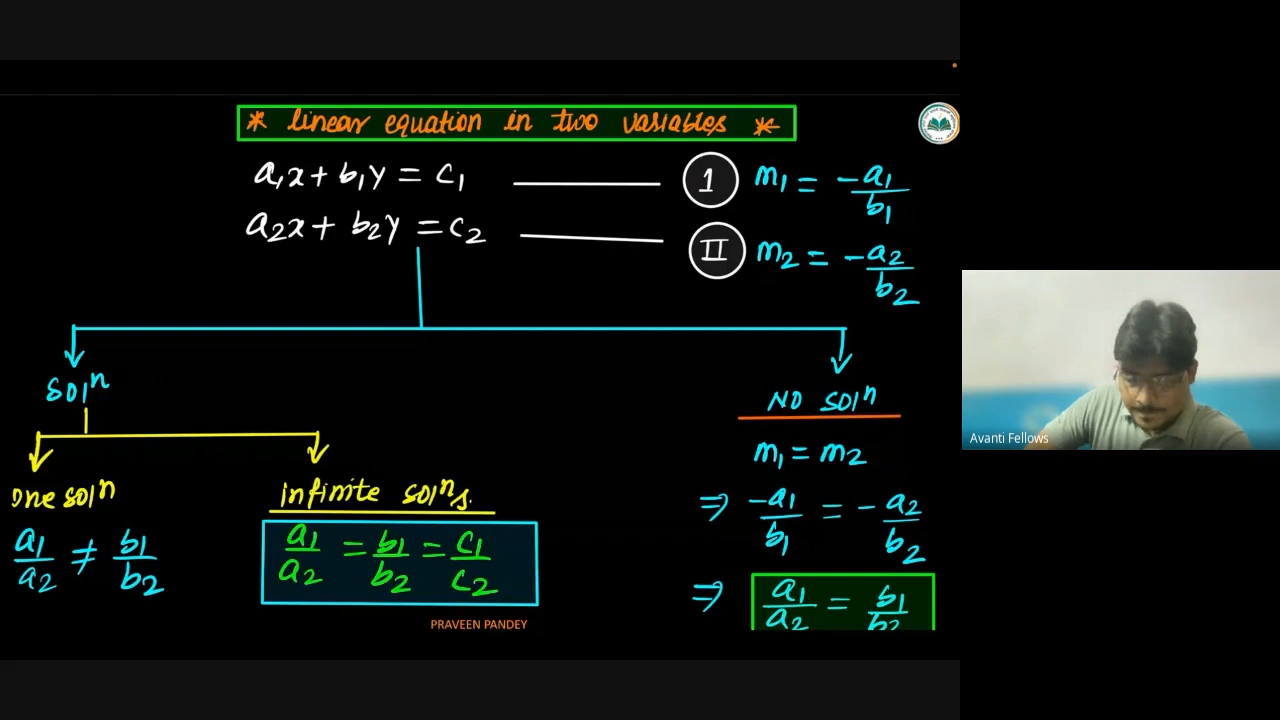 * linear equation in two variables *
a₁x + b₁y = c₁ ——— I m₁ = -a₁/b₁
a₂x + b₂y = c₂ ——— II m₂ = -a₂/b₂
solⁿ
No solⁿ
m₁ = m₂
one solⁿ
infinite solⁿs.
a₁/a₂ ≠ b₁/b₂
a₁/a₂ = b₁/b₂ = c₁/c₂
⇒ -a₁/b₁ = -a₂/b₂
⇒ a₁/a₂ = b₁/b₂
PRAVEEN PANDEY
Avanti Fellows